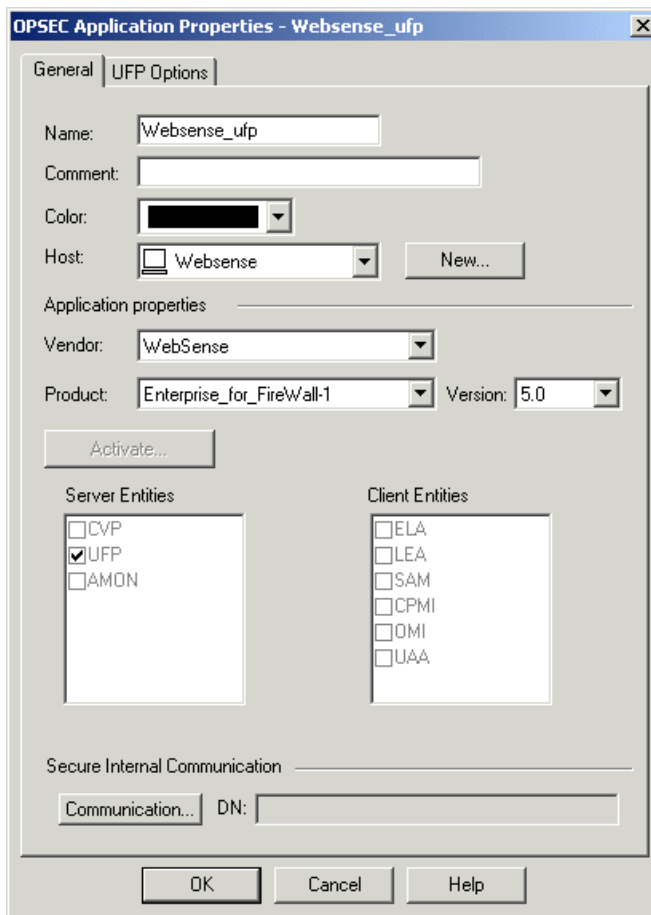 OPSEC Application Properties - Websense_ufp
General UFP Options
Name: Websense_ufp
Comment:
Color:
Host: Websense New...
Application properties
Vendor: WebSense
Product: Enterprise_for_FireWall-1 Version: 5.0
Activate...
Server Entities Client Entities
CVP ELA
UFP LEA
AMON SAM
CPMI
OMI
UAA
Secure Internal Communication
Communication... DN:
OK Cancel Help